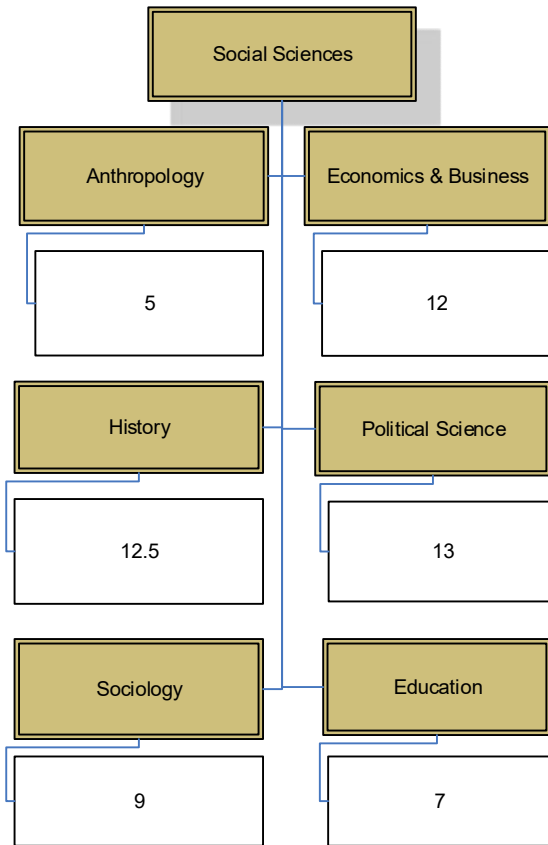 Social Sciences
Anthropology
Economics & Business
5
12
History
Political Science
12.5
13
Sociology
Education
9
7